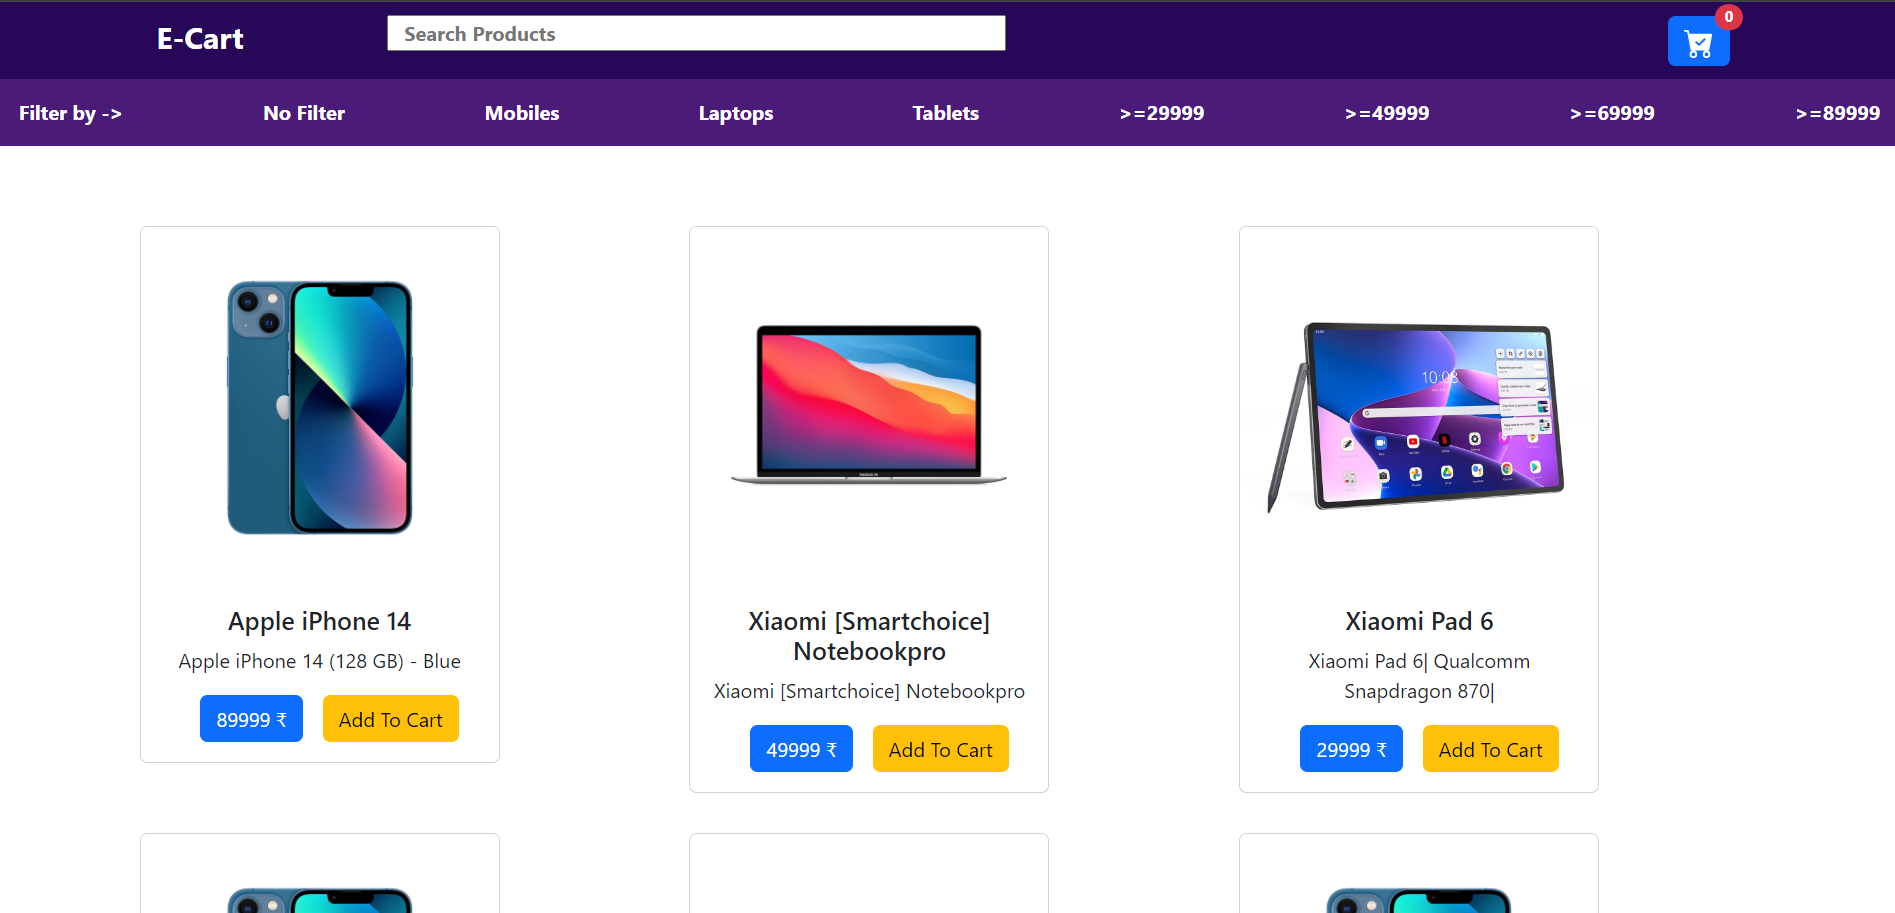 E-Cart
Search Products
0
Filter by ->
No Filter
Mobiles
Laptops
Tablets
>=29999
>=49999
>=69999
>=89999
Apple iPhone 14
Apple iPhone 14 (128 GB) - Blue
89999 ₹
Add To Cart
Xiaomi [Smartchoice]
Notebookpro
Xiaomi [Smartchoice] Notebookpro
49999 ₹
Add To Cart
10:08
Xiaomi Pad 6
Xiaomi Pad 6| Qualcomm
Snapdragon 870|
29999 ₹
Add To Cart